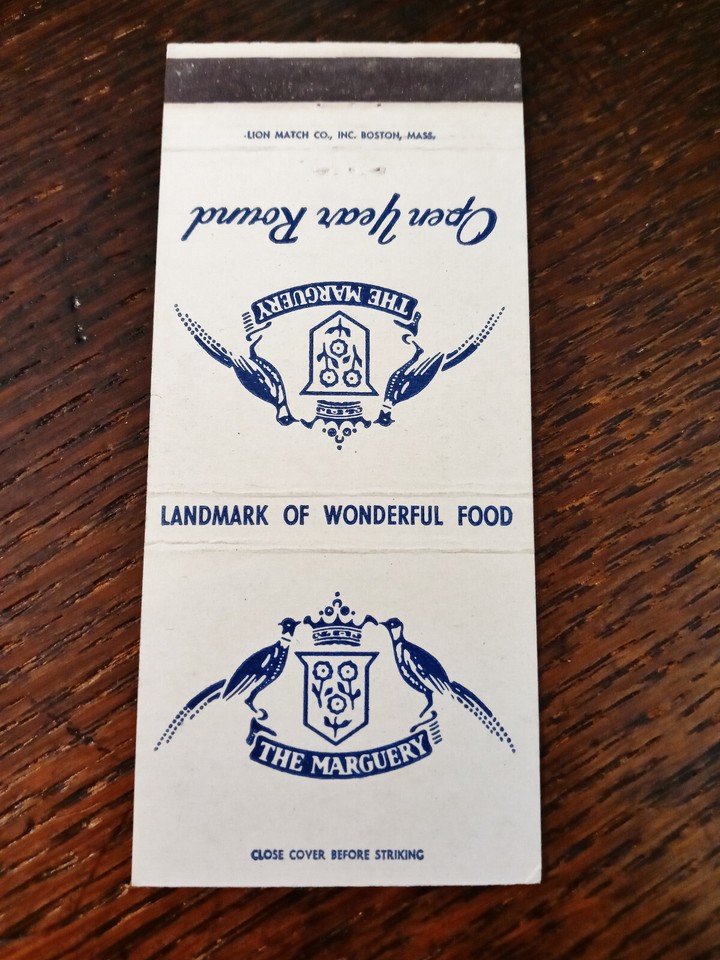 LION MATCH CO., INC. BOSTON, MASS.
Open Year Round
THE MARGUERY
LANDMARK OF WONDERFUL FOOD
THE MARGUERY
CLOSE COVER BEFORE STRIKING